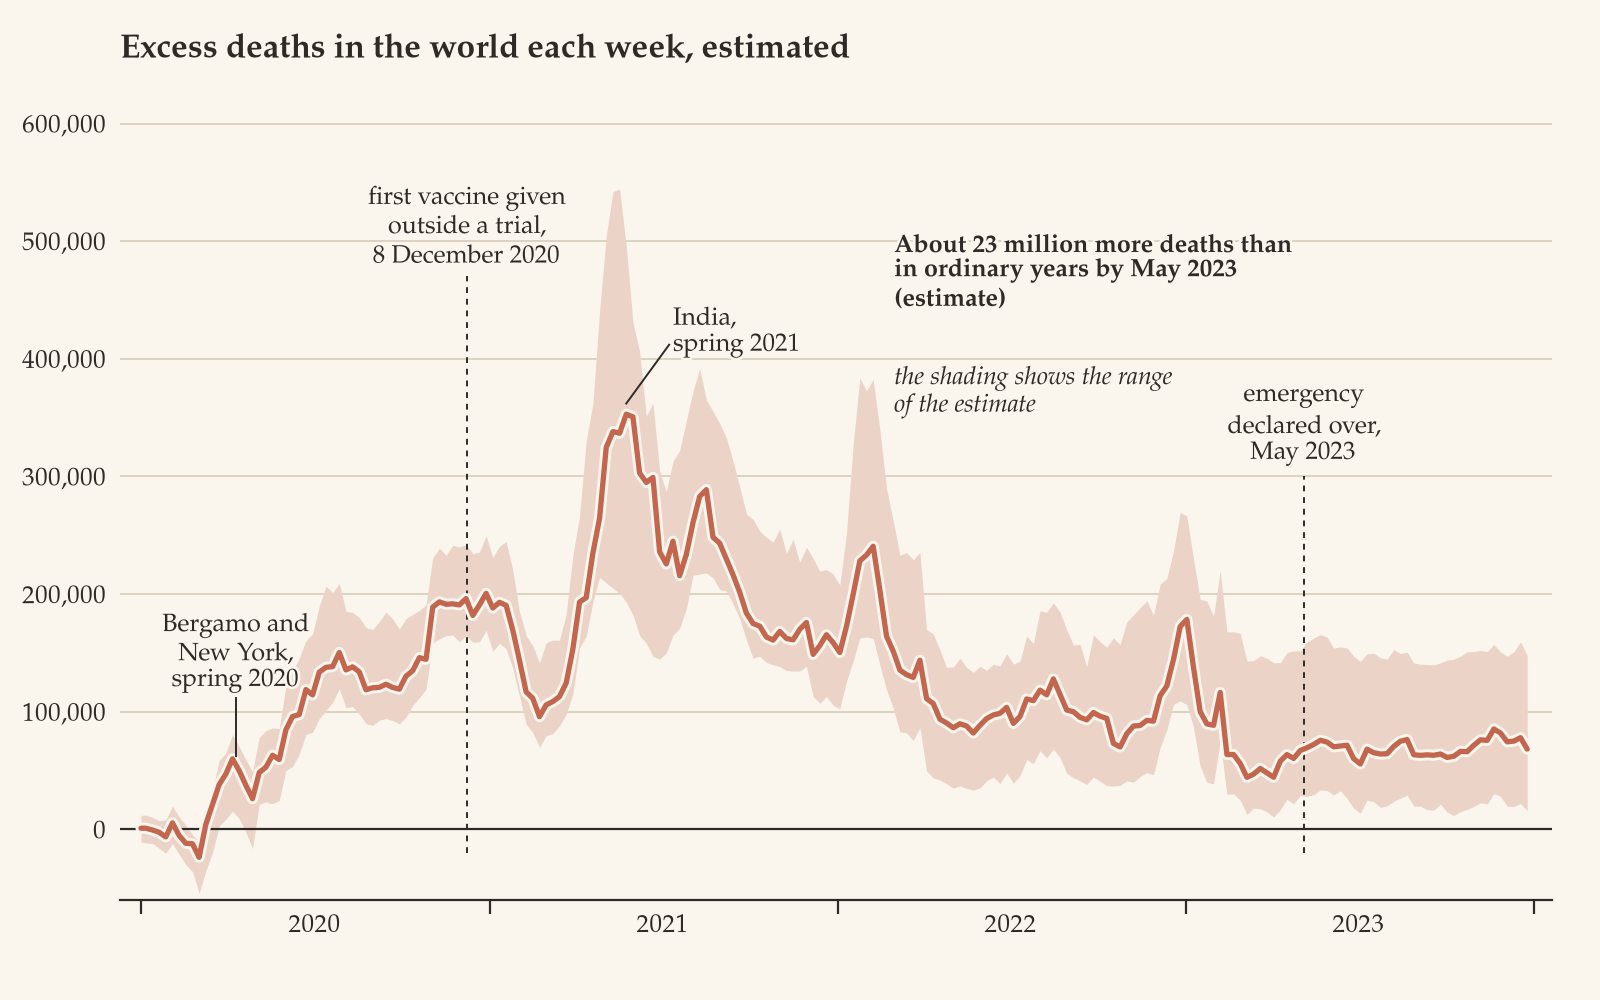 Excess deaths in the world each week, estimated
600,000
500,000
400,000
300,000
200,000
100,000
0
first vaccine given
outside a trial,
8 December 2020
About 23 million more deaths than
in ordinary years by May 2023
(estimate)
India,
spring 2021
the shading shows the range
of the estimate
emergency
declared over,
May 2023
Bergamo and
New York,
spring 2020
2020
2021
2022
2023